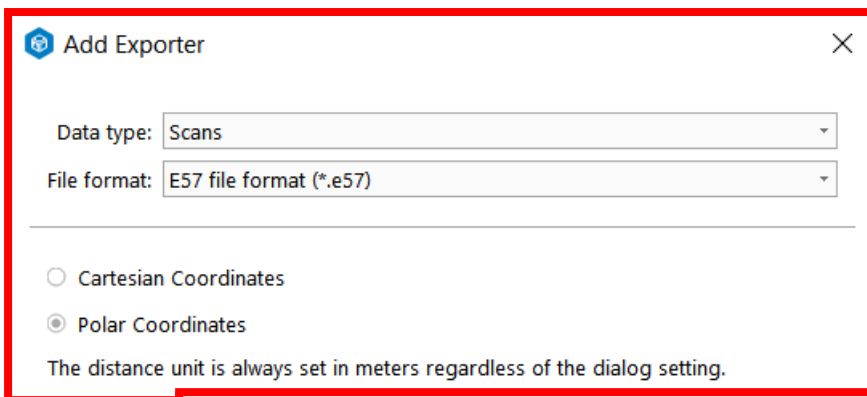 Add Exporter
Data type: Scans
File format: E57 file format (*.e57)
Cartesian Coordinates
Polar Coordinates
The distance unit is always set in meters regardless of the dialog setting.